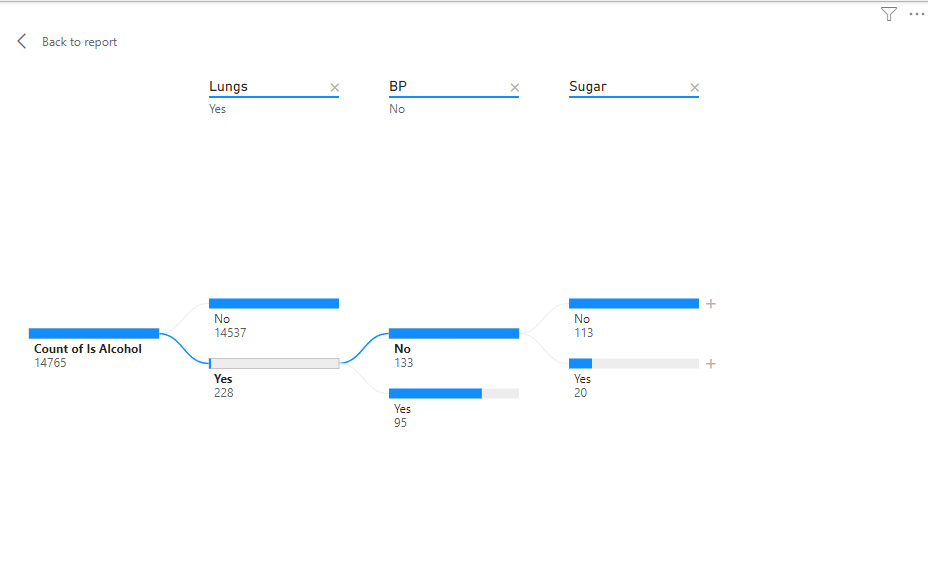 Back to report
Lungs
Yes
BP
No
Sugar
Count of Is Alcohol
14765
No
14537
Yes
228
No
133
Yes
95
No
113
Yes
20